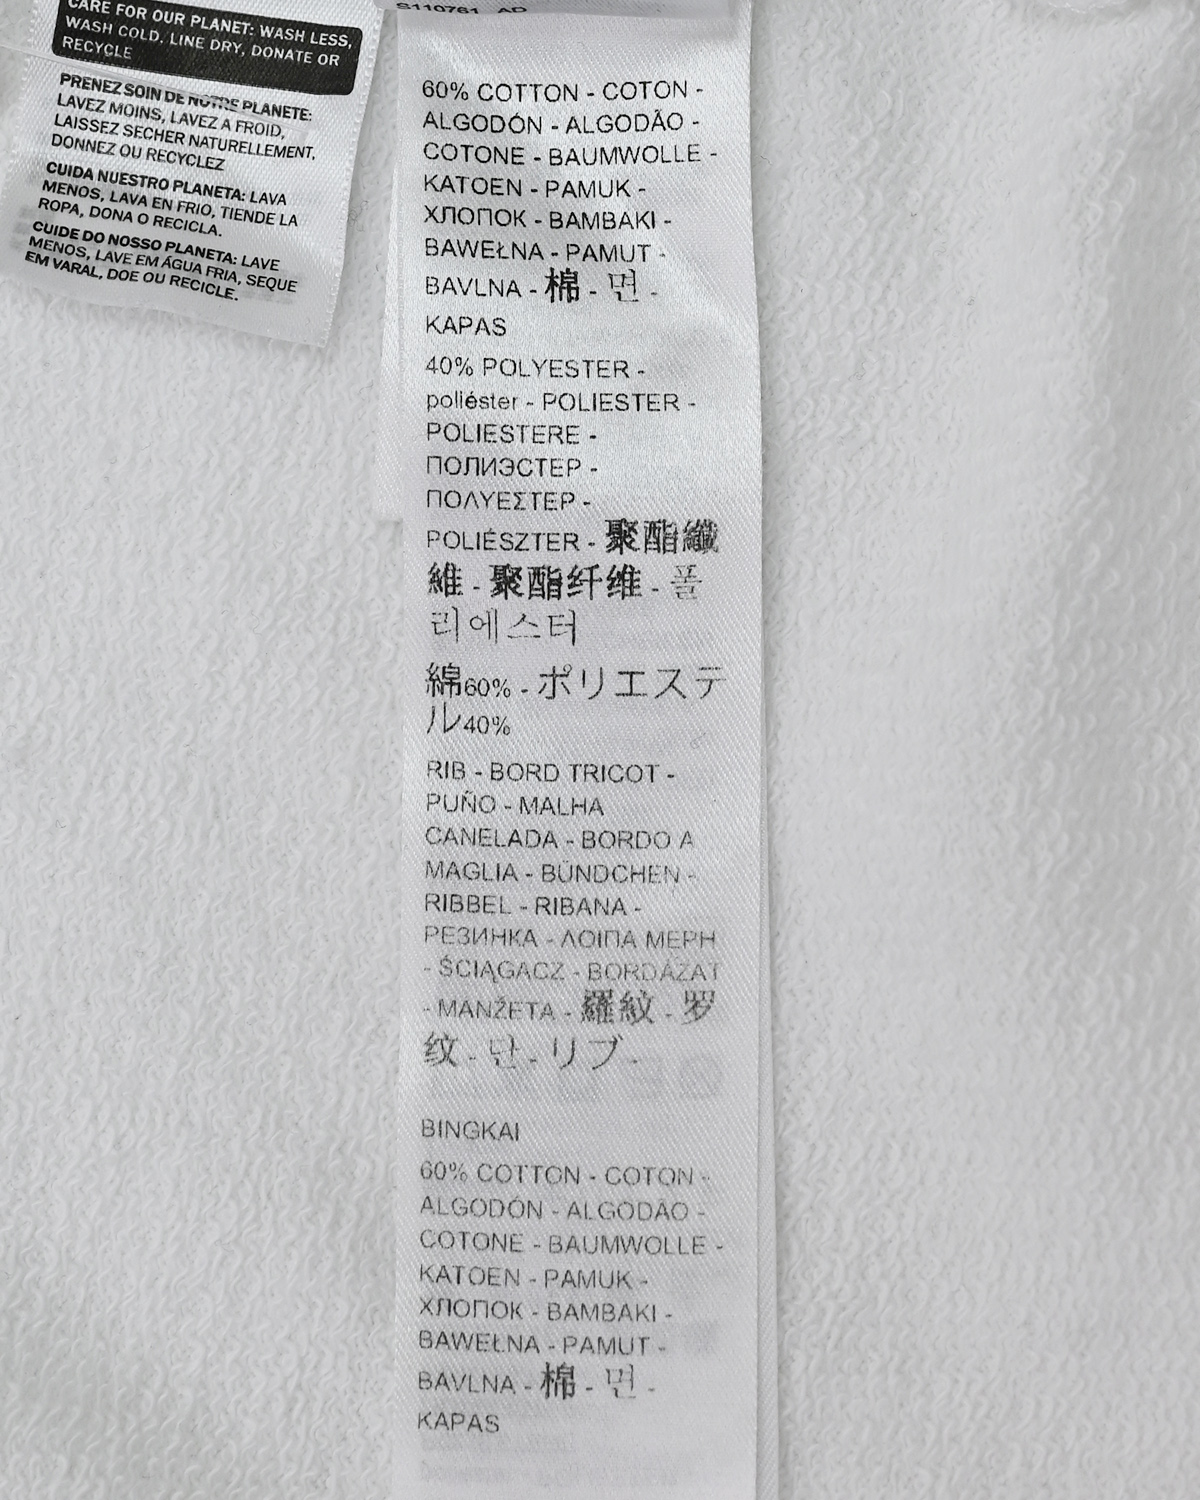 CARE FOR OUR PLANET: WASH LESS,
WASH COLD, LINE DRY, DONATE OR
RECYCLE
PRENEZ SOIN DE NOTRE PLANETE:
LAVEZ MOINS, LAVEZ A FROID,
LAISSEZ SECHER NATURELLEMENT,
DONNEZ OU RECYCLEZ
CUIDA NUESTRO PLANETA: LAVA
MENOS, LAVA EN FRIO, TIENDE LA
ROPA, DONA O RECICLA.
CUIDE DO NOSSO PLANETA: LAVE
MENOS, LAVE EM ÁGUA FRIA, SEQUE
EM VARAL, DOE OU RECICLE.
S110761 AD
60% COTTON - COTON -
ALGODÓN - ALGODÃO -
COTONE - BAUMWOLLE -
KATOEN - PAMUK -
ХЛОПОК - BAMBAKI -
BAWEŁNA - PAMUT -
BAVLNA - 棉 - 면 -
KAPAS
40% POLYESTER -
poliéster - POLIESTER -
POLIESTERE -
ПОЛИЭСТЕР -
ΠΟΛΥΕΣΤΕΡ -
POLIÉSZTER - 聚酯纖
維 - 聚酯纤维 - 폴
리에스터
綿60% - ポリエステ
ル40%
RIB - BORD TRICOT -
PUÑO - MALHA
CANELADA - BORDO A
MAGLIA - BÜNDCHEN -
RIBBEL - RIBANA -
РЕЗИНКА - ΛΟΙΠΑ ΜΕΡΗ
- ŚCIĄGACZ - BORDÁZAT
- MANŽETA - 羅紋 - 罗
纹 - 단 - リブ -
BINGKAI
60% COTTON - COTON -
ALGODÓN - ALGODÃO -
COTONE - BAUMWOLLE -
KATOEN - PAMUK -
ХЛОПОК - BAMBAKI -
BAWEŁNA - PAMUT -
BAVLNA - 棉 - 면 -
KAPAS